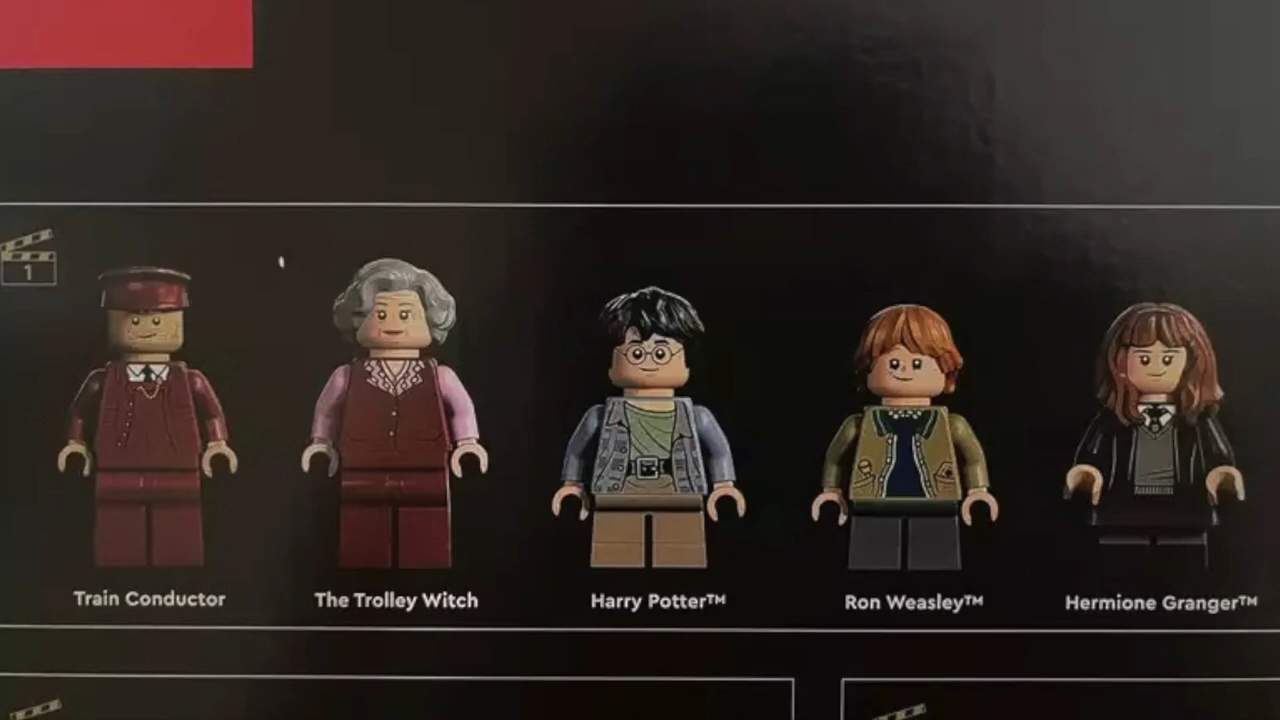 1
Train Conductor
The Trolley Witch
Harry Potter™
Ron Weasley™
Hermione Granger™